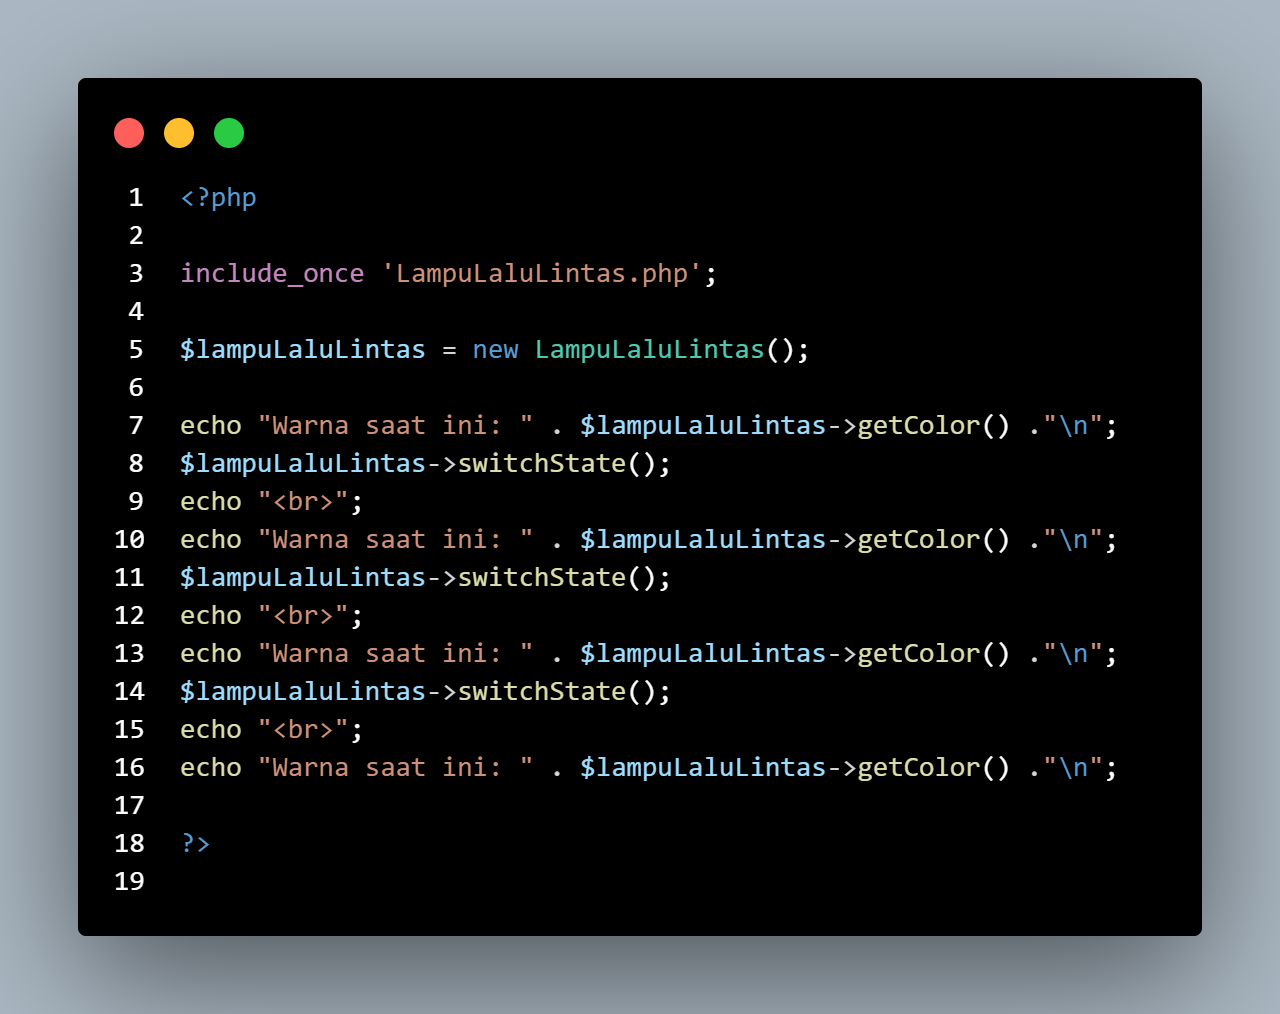 1 <?php
2
3 include_once 'LampuLaluLintas.php';
4
5 $lampuLaluLintas = new LampuLaluLintas();
6
7 echo "Warna saat ini: " . $lampuLaluLintas->getColor() ."\n";
8 $lampuLaluLintas->switchState();
9 echo "<br>";
10 echo "Warna saat ini: " . $lampuLaluLintas->getColor() ."\n";
11 $lampuLaluLintas->switchState();
12 echo "<br>";
13 echo "Warna saat ini: " . $lampuLaluLintas->getColor() ."\n";
14 $lampuLaluLintas->switchState();
15 echo "<br>";
16 echo "Warna saat ini: " . $lampuLaluLintas->getColor() ."\n";
17
18 ?>
19